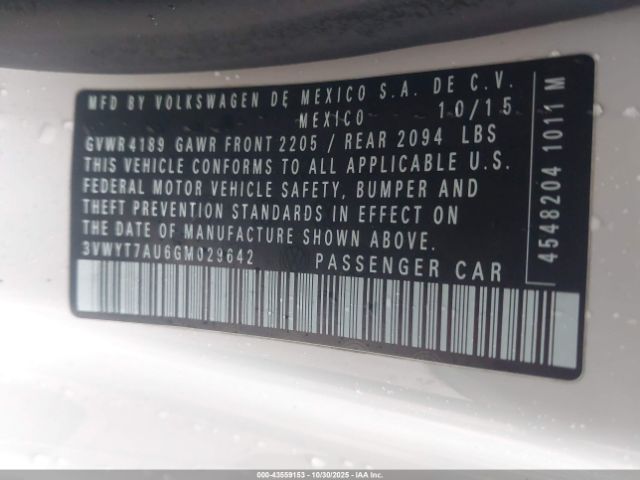 MFD BY VOLKSWAGEN DE MEXICO S.A. DE C.V.
MEXICO 10/15
GVWR 4189 GAWR FRONT 2205 / REAR 2094 LBS
THIS VEHICLE CONFORMS TO ALL APPLICABLE U.S.
FEDERAL MOTOR VEHICLE SAFETY, BUMPER AND
THEFT PREVENTION STANDARDS IN EFFECT ON
THE DATE OF MANUFACTURE SHOWN ABOVE.
3VWYT7AU6GM029642 PASSENGER CAR
4548204 1011 M
000-43559153 | 10/30/2025 - IAA Inc.